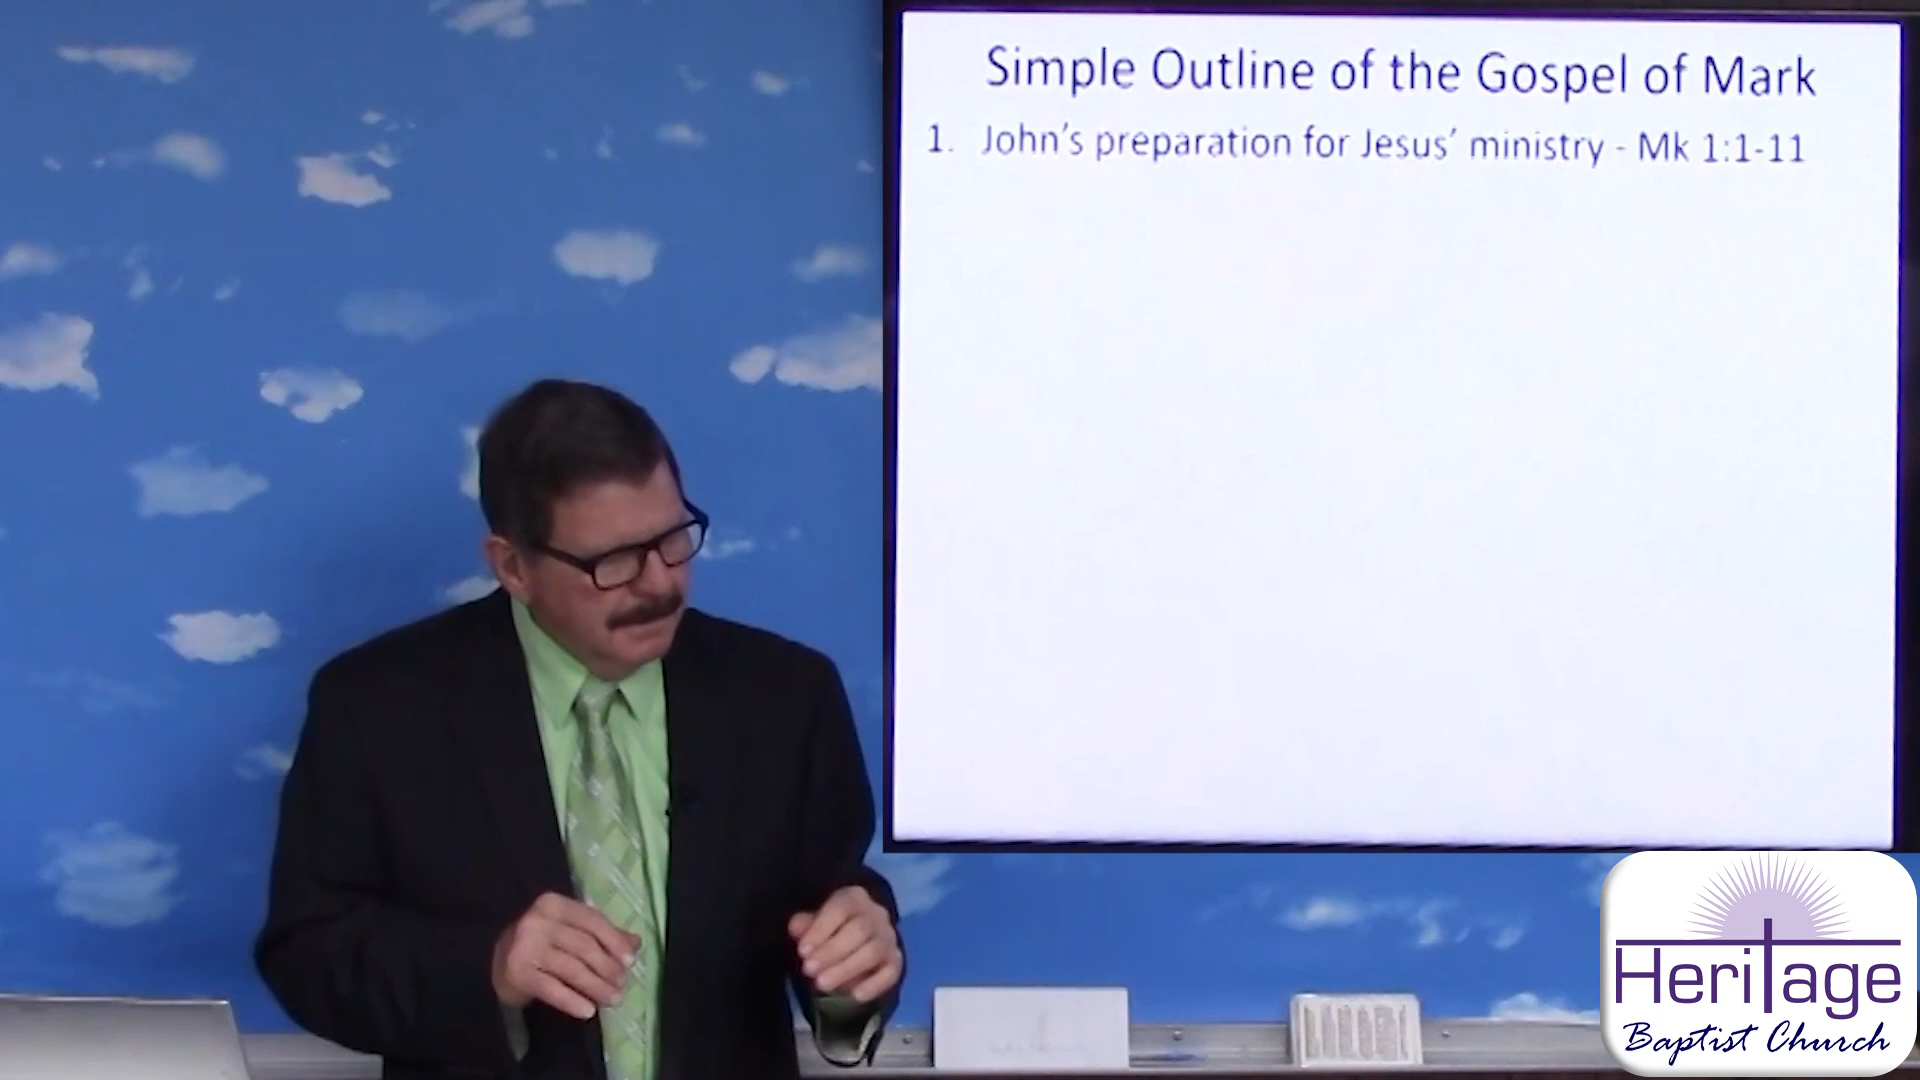 Simple Outline of the Gospel of Mark
1. John's preparation for Jesus' ministry - Mk 1:1-11
Heritage
Baptist Church